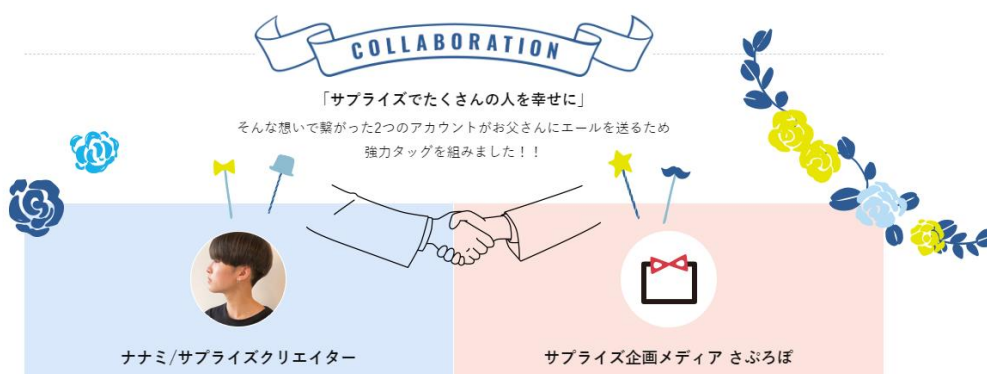 COLLABORATION
「サプライズでたくさんの人を幸せに」
そんな想いで繋がった2つのアカウントがお父さんにエールを送るため
強力タッグを組みました！！
ナナミ/サプライズクリエイター
サプライズ企画メディア さぷろぽ